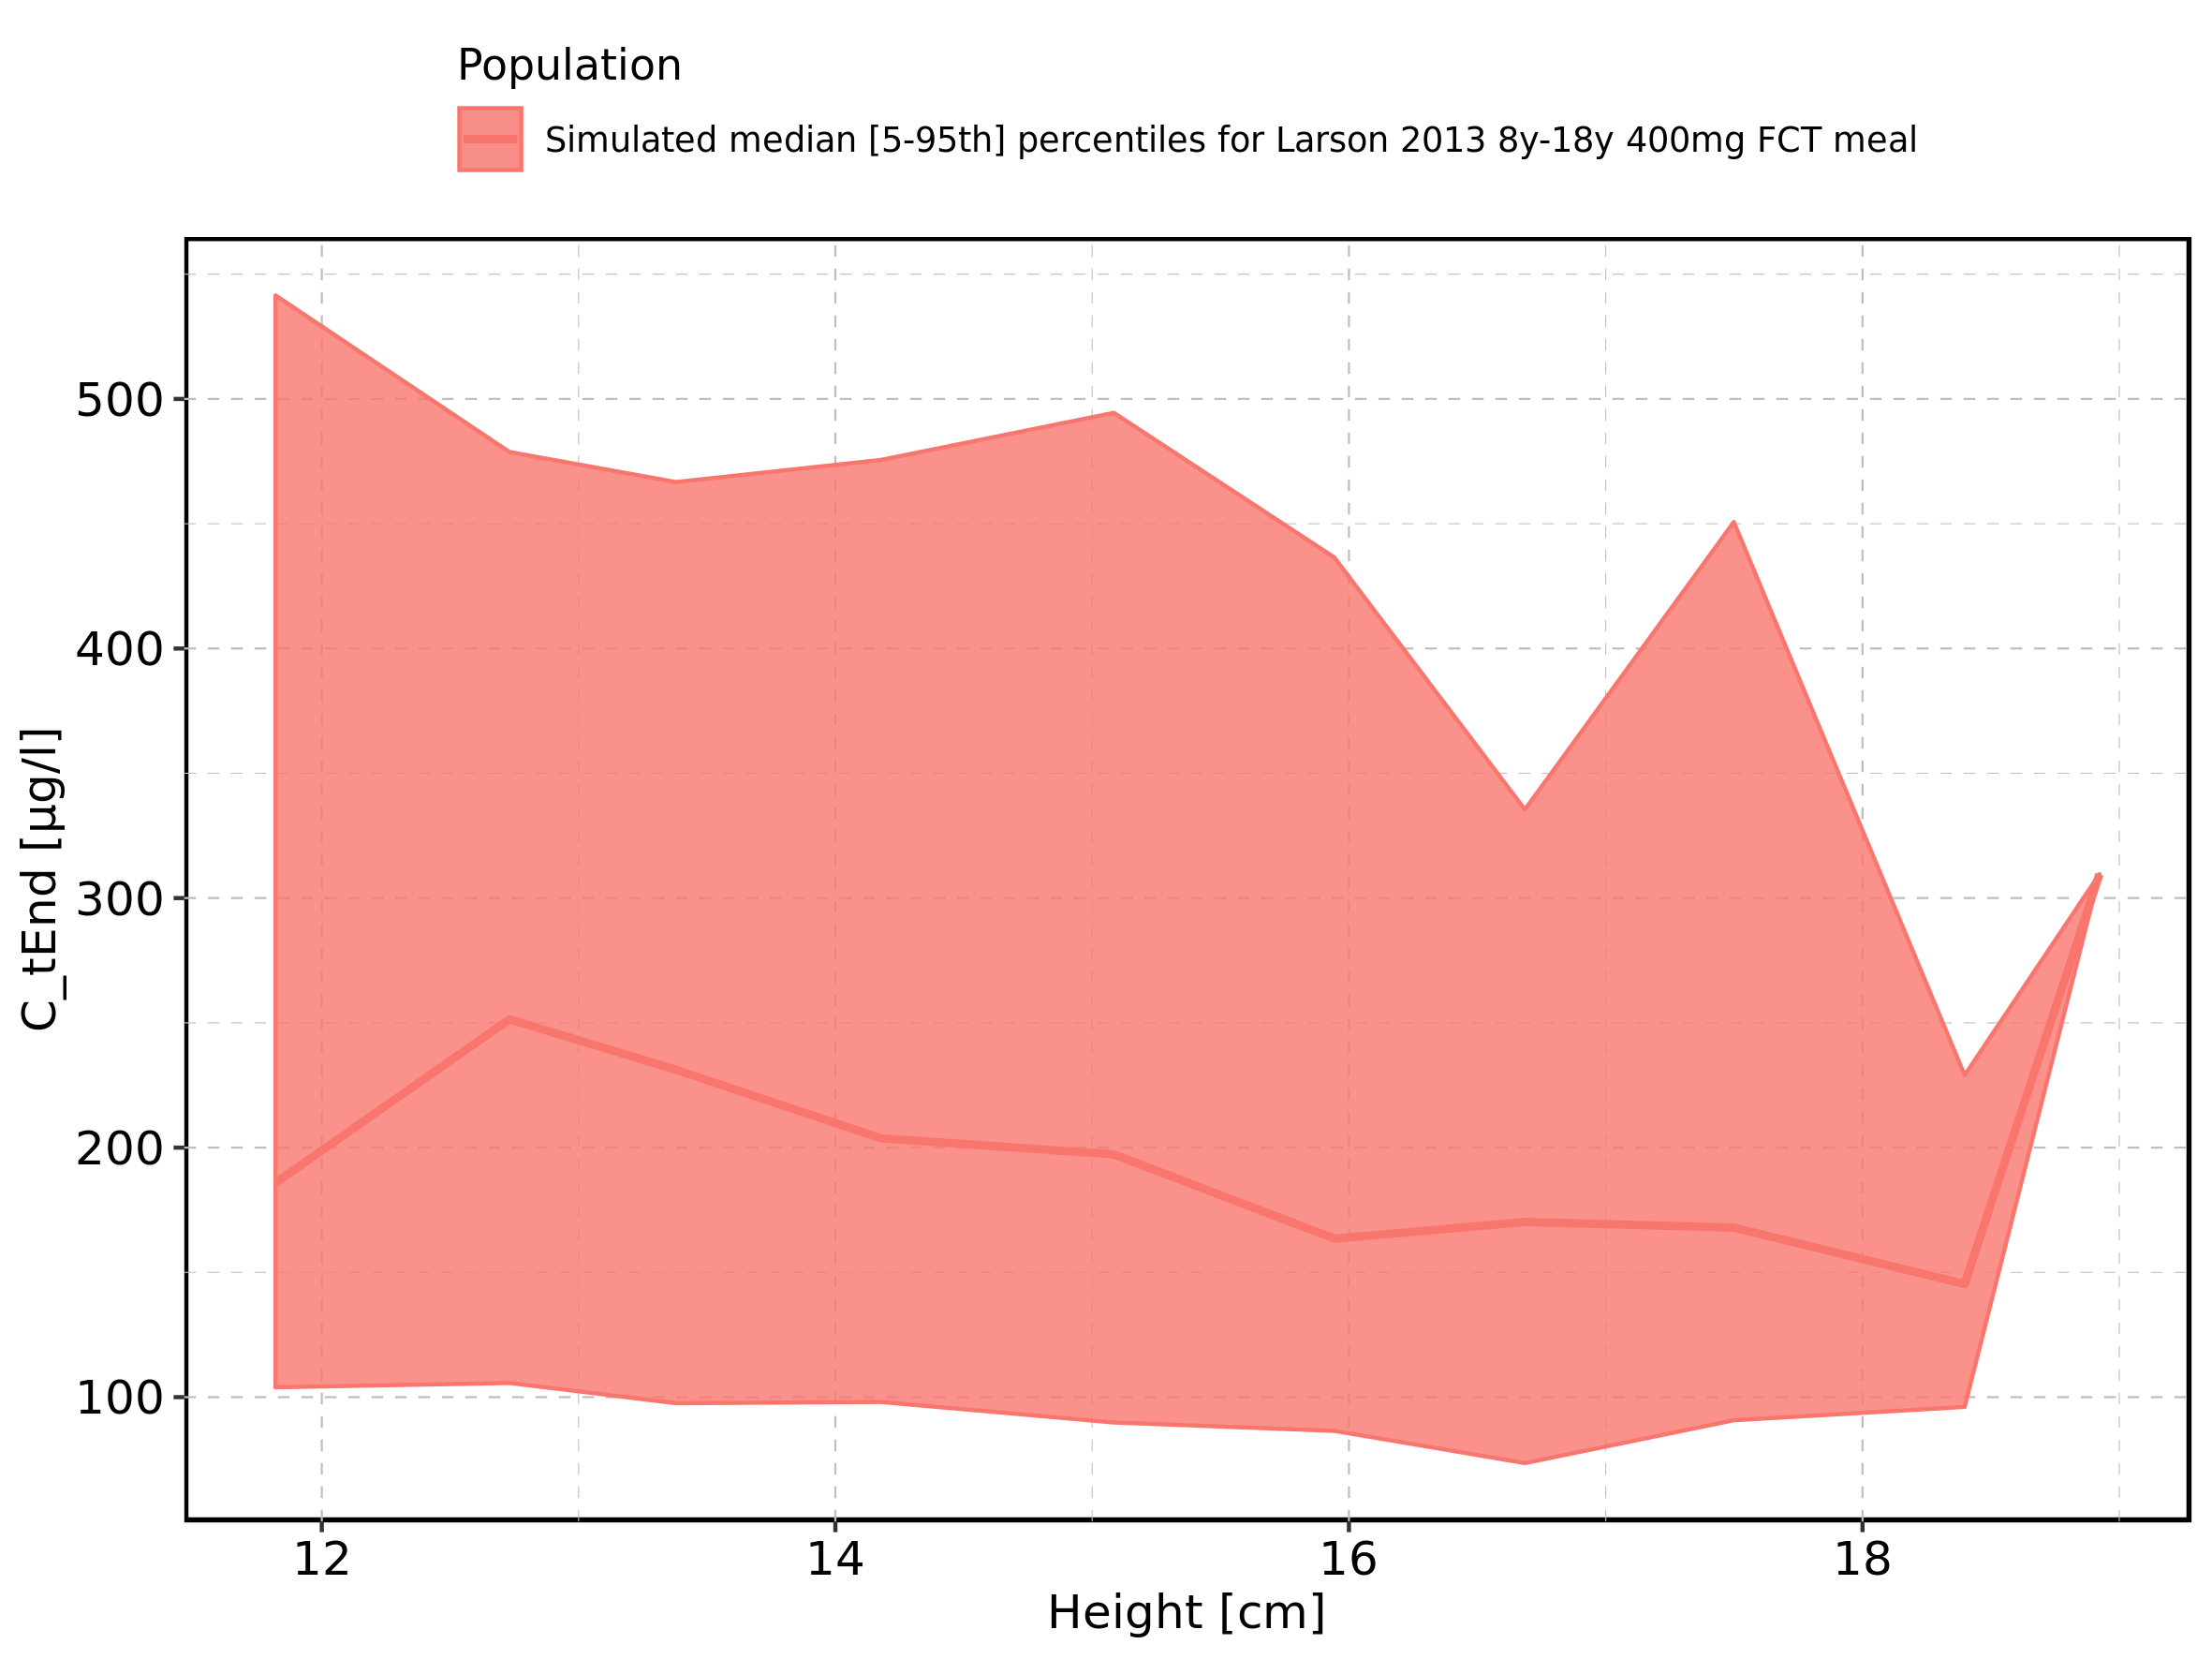 Population
Simulated median [5-95th] percentiles for Larson 2013 8y-18y 400mg FCT meal
C_tEnd [µg/l]
500
400
300
200
100
12 14 16 18
Height [cm]